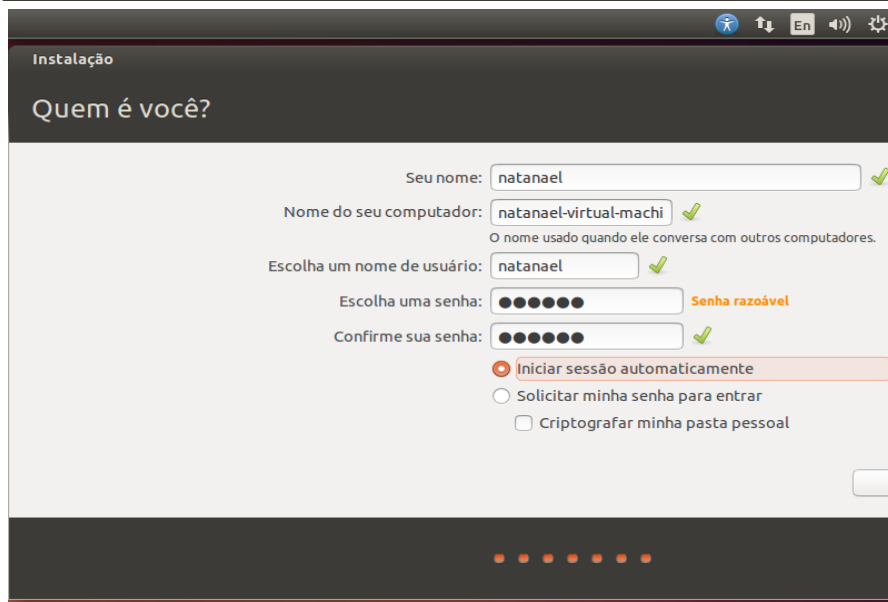 En
Instalação
Quem é você?
Seu nome: natanael
Nome do seu computador: natanael-virtual-machi
O nome usado quando ele conversa com outros computadores.
Escolha um nome de usuário: natanael
Escolha uma senha: ●●●●●● Senha razoável
Confirme sua senha: ●●●●●●
Iniciar sessão automaticamente
Solicitar minha senha para entrar
Criptografar minha pasta pessoal